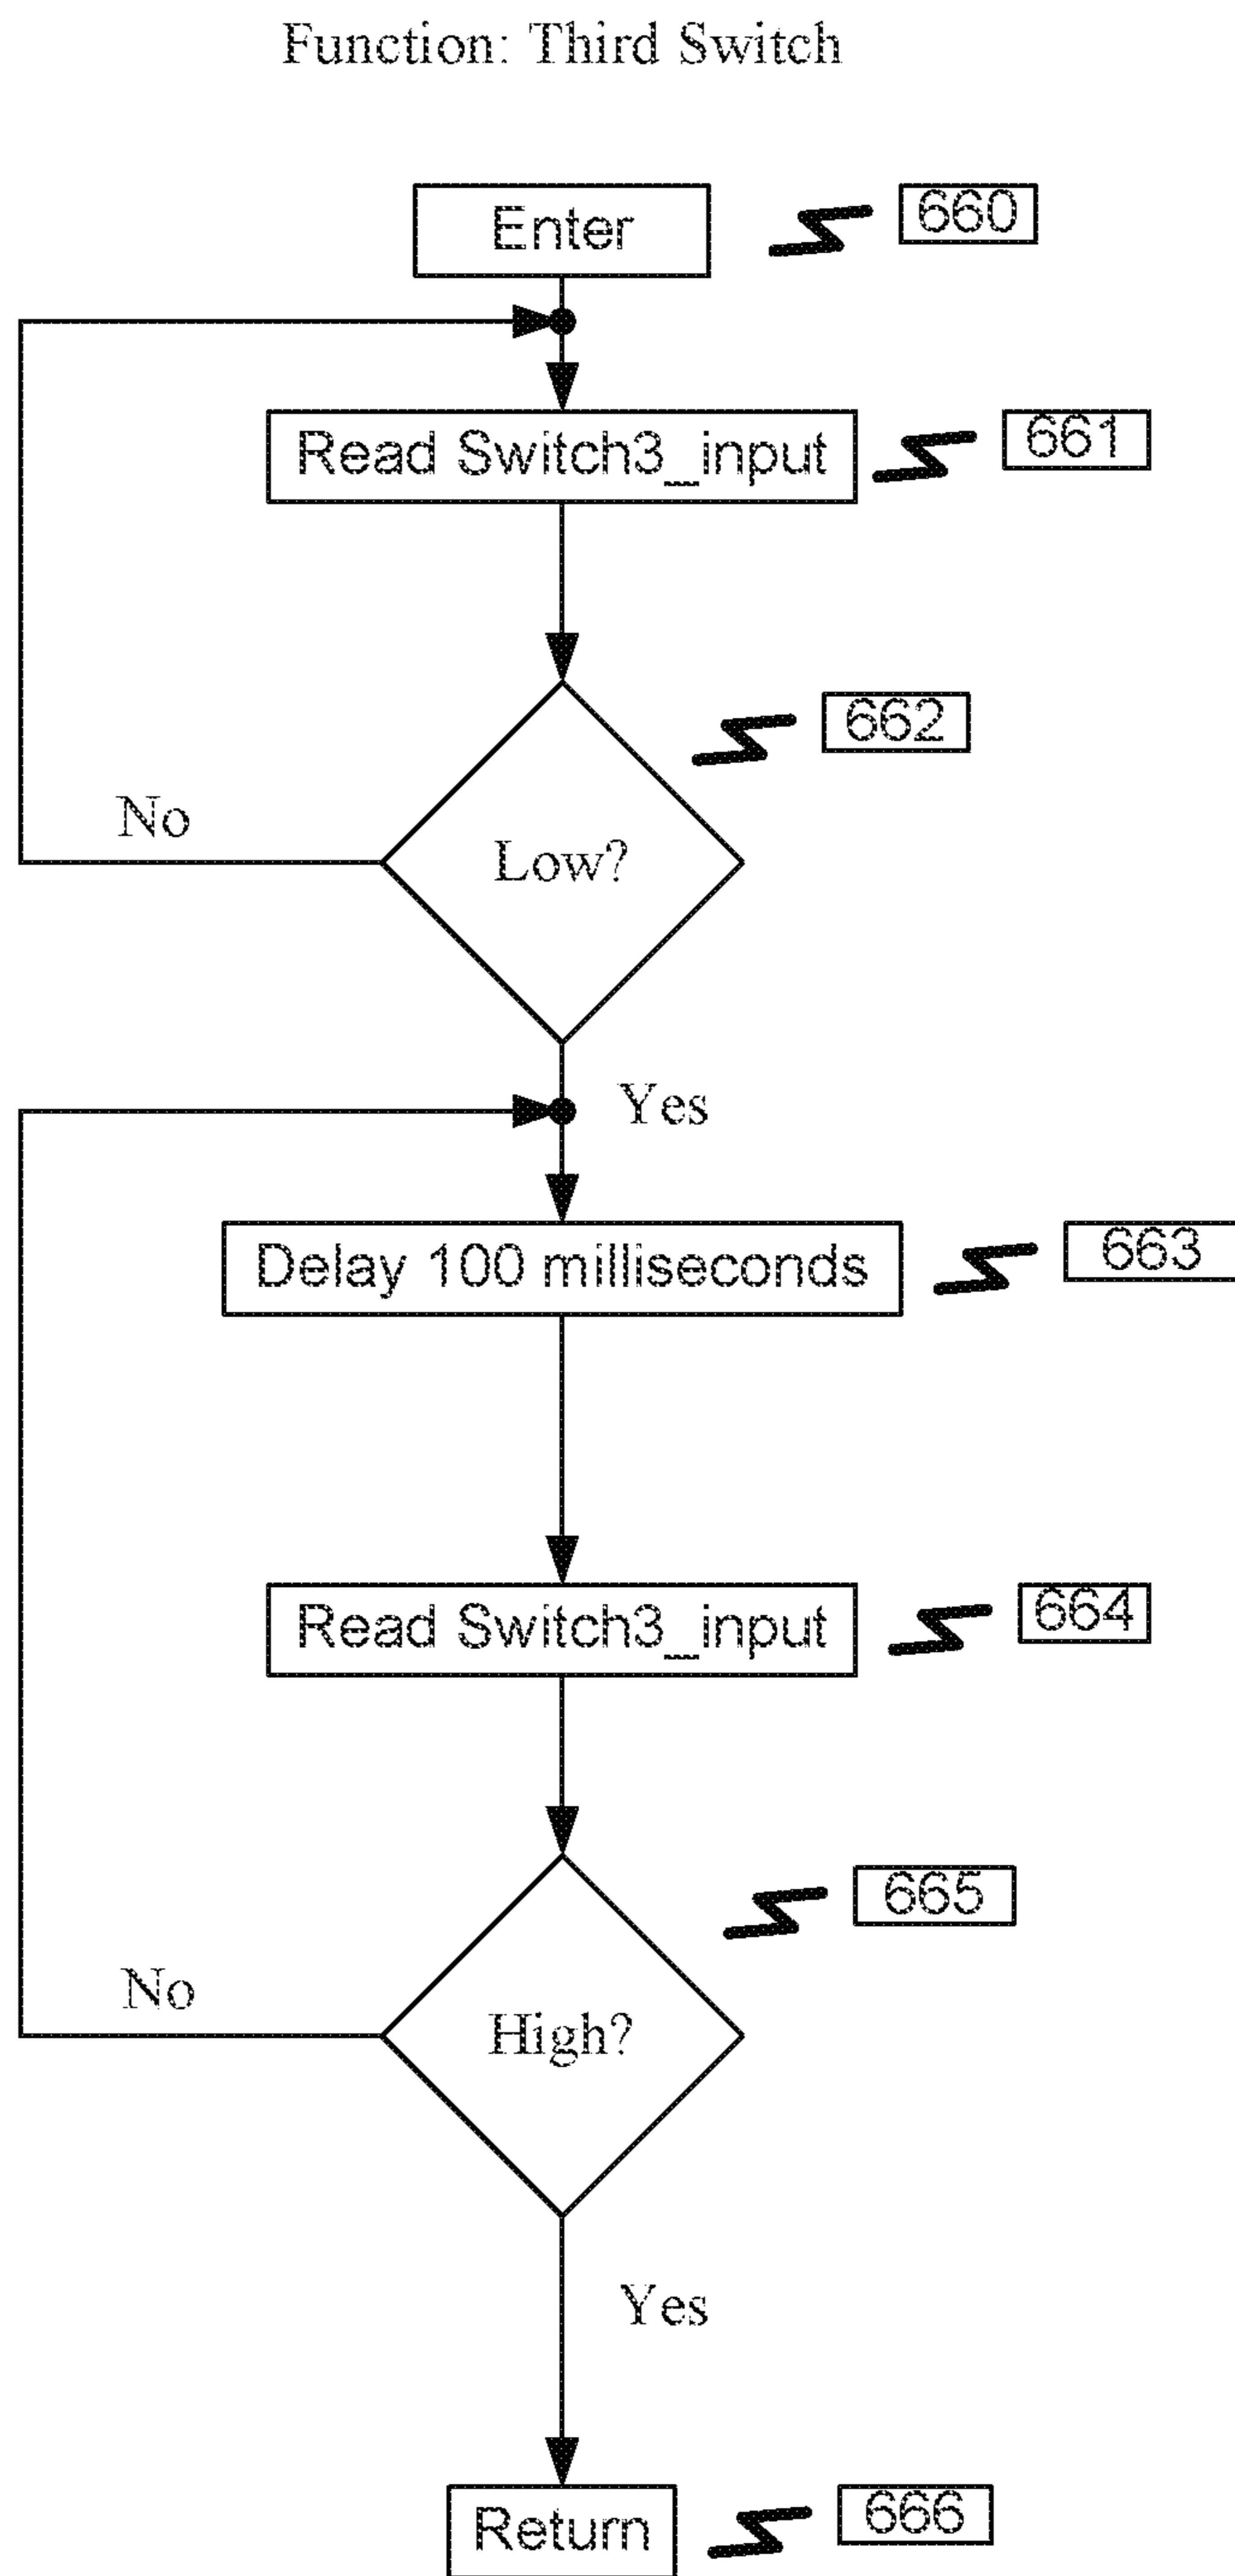 Function: Third Switch
Enter
660
Read Switch3_input
661
662
Low?
No
Yes
Delay 100 milliseconds
663
Read Switch3_input
664
665
High?
No
Yes
Return
666